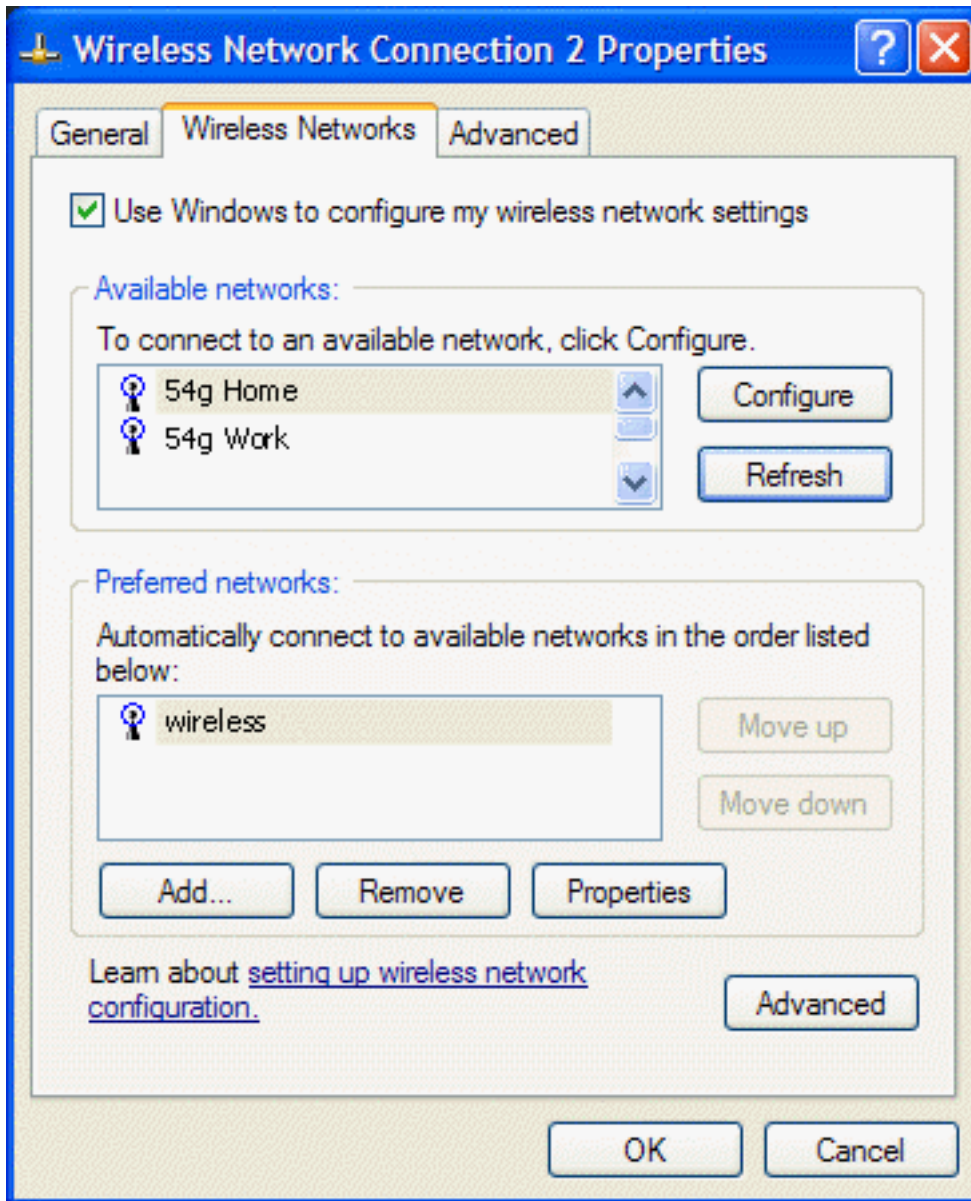 Wireless Network Connection 2 Properties
General
Wireless Networks
Advanced
Use Windows to configure my wireless network settings
Available networks:
To connect to an available network, click Configure.
54g Home
54g Work
Configure
Refresh
Preferred networks:
Automatically connect to available networks in the order listed
below:
wireless
Move up
Move down
Add...
Remove
Properties
Learn about setting up wireless network
configuration.
Advanced
OK
Cancel